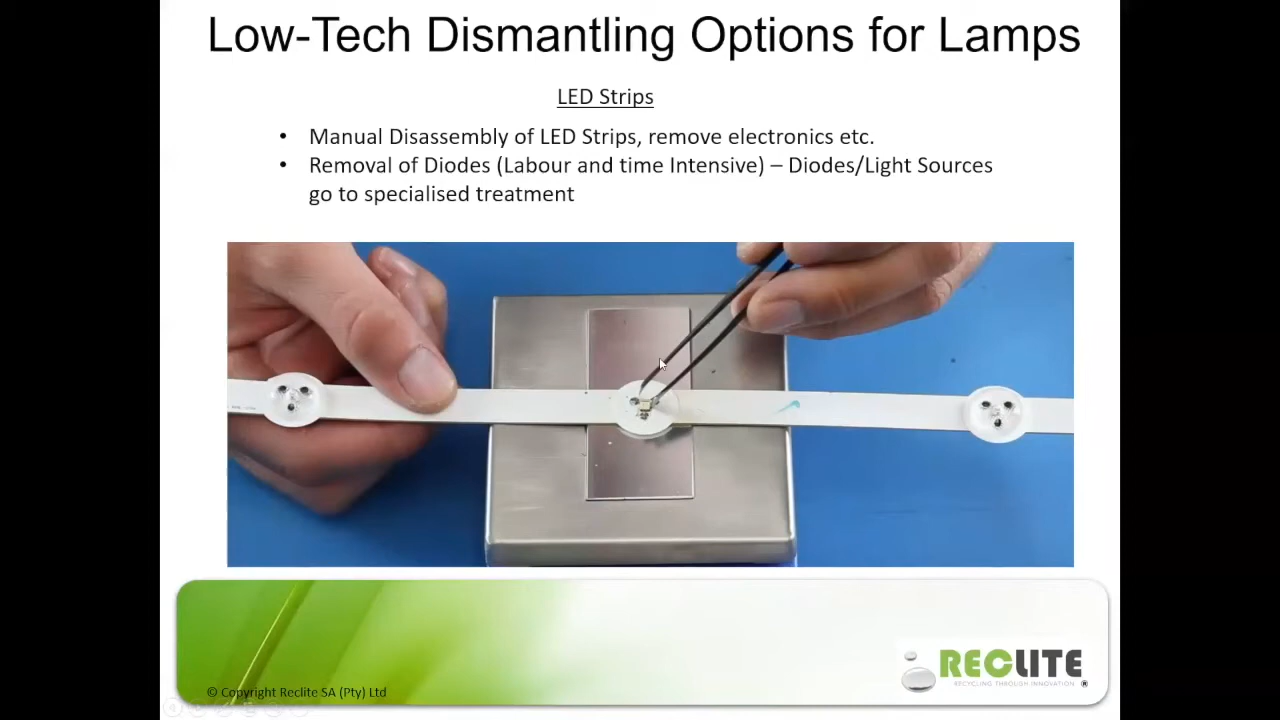 Low-Tech Dismantling Options for Lamps
LED Strips
• Manual Disassembly of LED Strips, remove electronics etc.
• Removal of Diodes (Labour and time Intensive) – Diodes/Light Sources
go to specialised treatment
RECLITE
RECYCLING THROUGH INNOVATION ®
© Copyright Reclite SA (Pty) Ltd